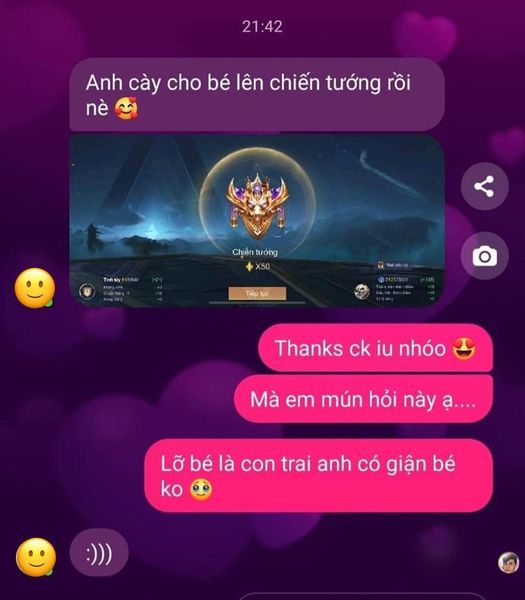 21:42
Anh cày cho bé lên chiến tướng rồi
nè 🥰
Chiến tướng
X50
Tiếp tục
Thanks ck iu nhóo 😍
Mà em mún hỏi này ạ....
Lỡ bé là con trai anh có giận bé
ko 🥹
:)))